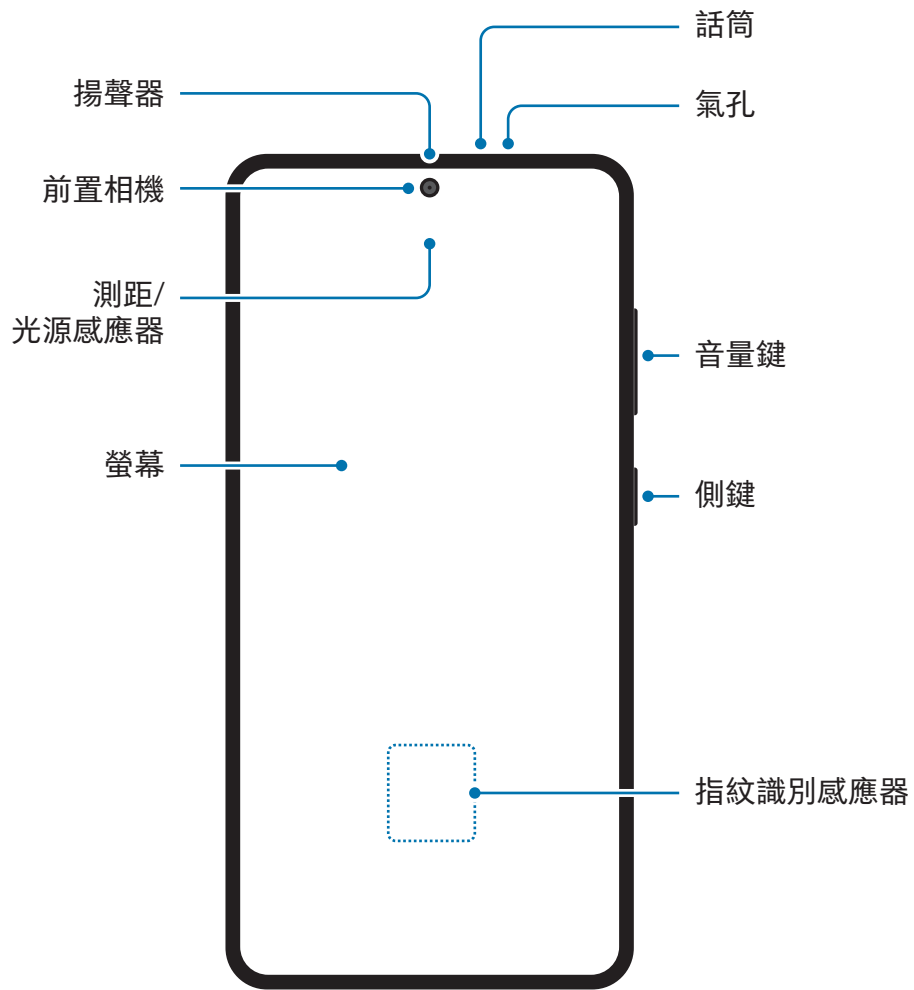 話筒
揚聲器
氣孔
前置相機
測距/
光源感應器
音量鍵
螢幕
側鍵
指紋識別感應器